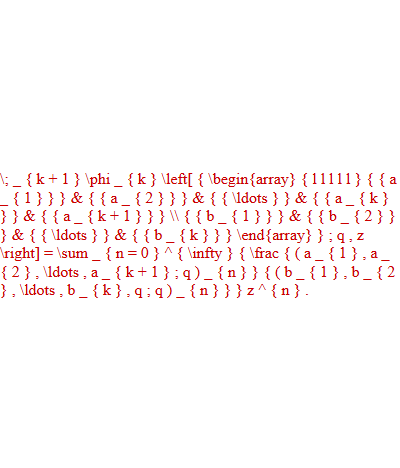 \; _ { k + 1 } \phi _ { k } \left[ { \begin{array} {11111} { { a
_ { 1 } } } & { { a _ { 2 } } } & { { \ldots } } & { { a _ { k }
} } & { { a _ { k + 1 } } } \\ { { b _ { 1 } } } & { { b _ { 2 } }
} & { { \ldots } } & { { b _ { k } } } \end{array} } ; q , z
\right] = \sum _ { n = 0 } ^ { \infty } { \frac { ( a _ { 1 } , a _
{ 2 } , \ldots , a _ { k + 1 } ; q ) _ { n } } { ( b _ { 1 } , b _ { 2
} , \ldots , b _ { k } , q ; q ) _ { n } } } z ^ { n } .